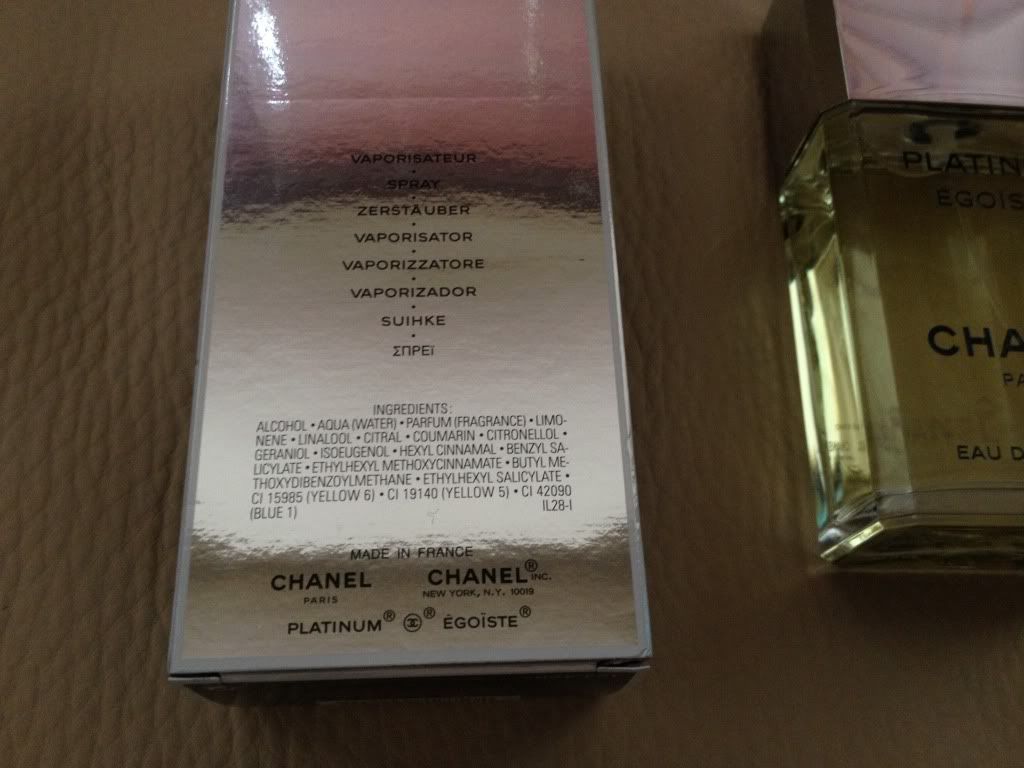 VAPORISATEUR
•
SPRAY
•
ZERSTÄUBER
•
VAPORISATOR
•
VAPORIZZATORE
•
VAPORIZADOR
•
SUIHKE
•
ΣΠΡΕΪ
INGREDIENTS:
ALCOHOL • AQUA (WATER) • PARFUM (FRAGRANCE) • LIMO-
NENE • LINALOOL • CITRAL • COUMARIN • CITRONELLOL •
GERANIOL • ISOEUGENOL • HEXYL CINNAMAL • BENZYL SA-
LICYLATE • ETHYLHEXYL METHOXYCINNAMATE • BUTYL ME-
THOXYDIBENZOYLMETHANE • ETHYLHEXYL SALICYLATE •
CI 15985 (YELLOW 6) • CI 19140 (YELLOW 5) • CI 42090
(BLUE 1) IL28-I
MADE IN FRANCE
CHANEL CHANEL® INC.
PARIS NEW YORK, N.Y. 10019
PLATINUM® ® ÉGOÏSTE®
PLATIN
ÉGOÏS
CHA
PA
EAU D